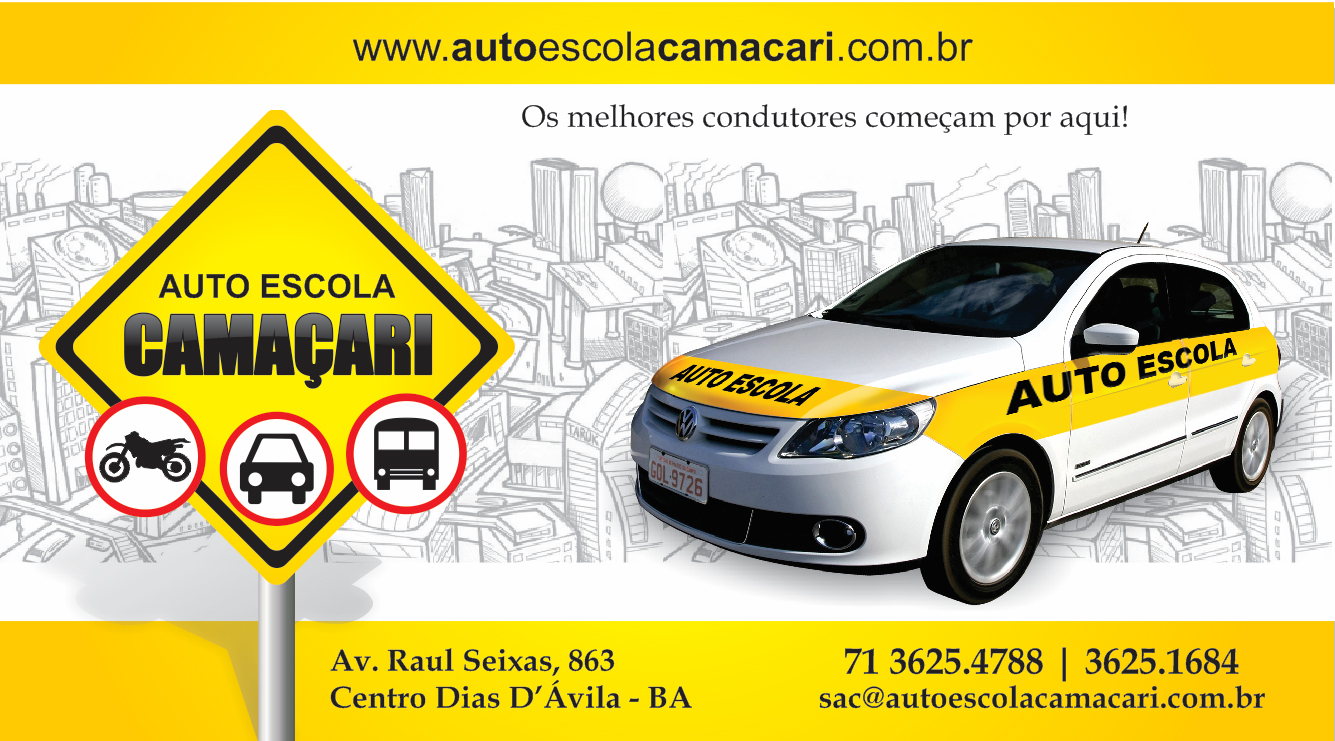 www.autoescolacamacari.com.br
Os melhores condutores começam por aqui!
AUTO ESCOLA
CAMAÇARI
AUTO ESCOLA
AUTO ESCOLA
GOL-9726
TARUK
Av. Raul Seixas, 863
Centro Dias D’Ávila - BA
71 3625.4788 | 3625.1684
sac@autoescolacamacari.com.br